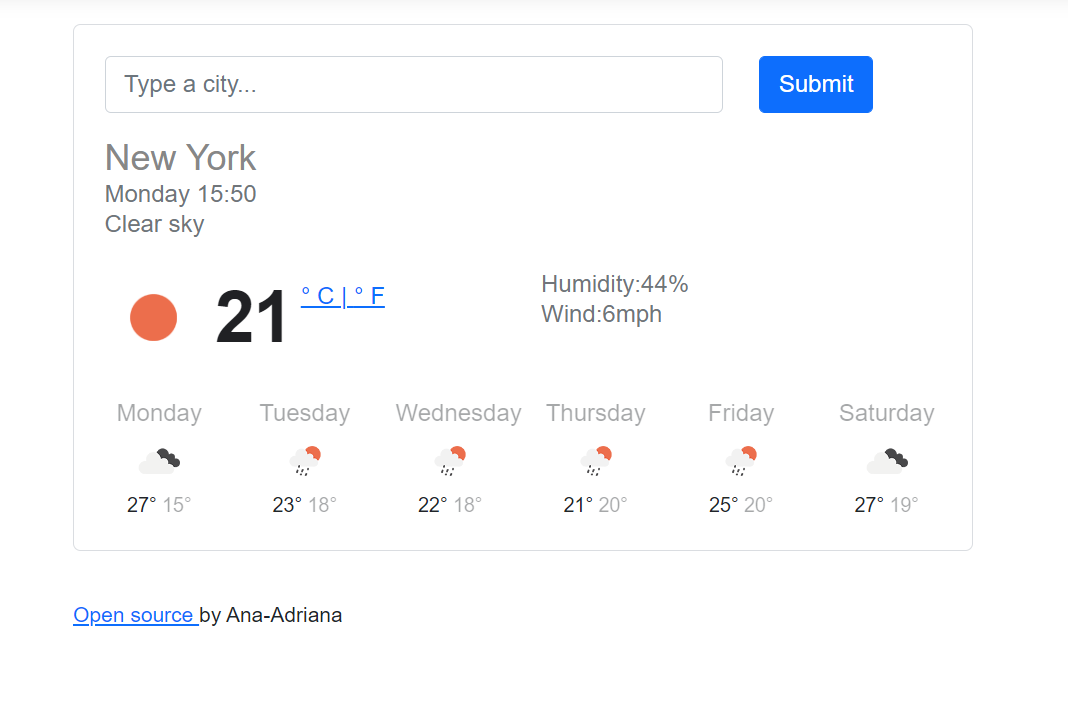 Type a city... Submit
New York
Monday 15:50
Clear sky
21 ° C | ° F
Humidity:44%
Wind:6mph
Monday Tuesday Wednesday Thursday Friday Saturday
27° 15° 23° 18° 22° 18° 21° 20° 25° 20° 27° 19°
Open source by Ana-Adriana